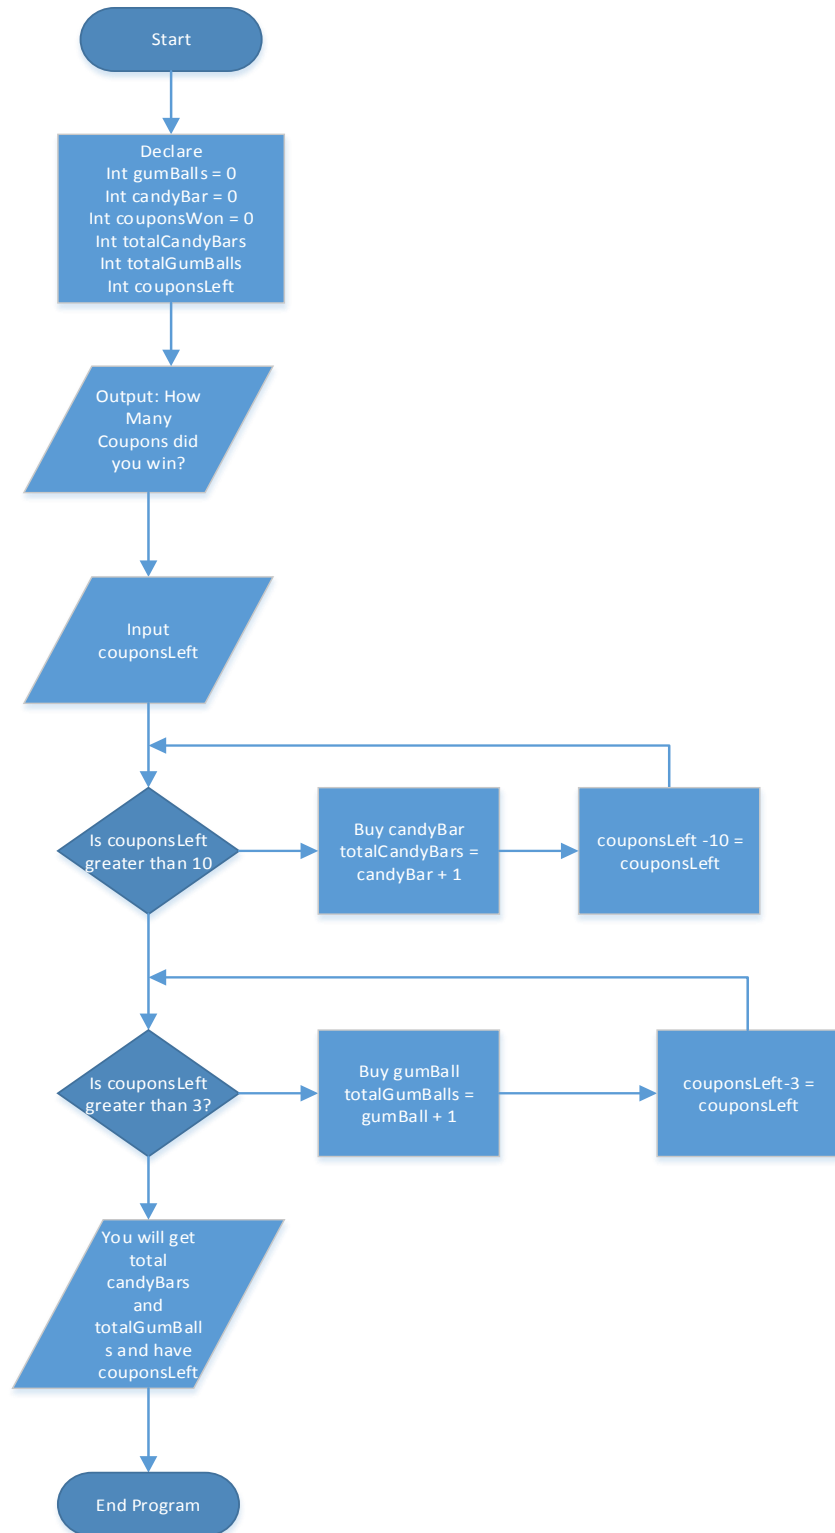 Start
Declare
Int gumBalls = 0
Int candyBar = 0
Int couponsWon = 0
Int totalCandyBars
Int totalGumBalls
Int couponsLeft
Output: How
Many
Coupons did
you win?
Input
couponsLeft
Is couponsLeft
greater than 10
Buy candyBar
totalCandyBars =
candyBar + 1
couponsLeft -10 =
couponsLeft
Is couponsLeft
greater than 3?
Buy gumBall
totalGumBalls =
gumBall + 1
couponsLeft-3 =
couponsLeft
You will get
total
candyBars
and
totalGumBall
s and have
couponsLeft
End Program